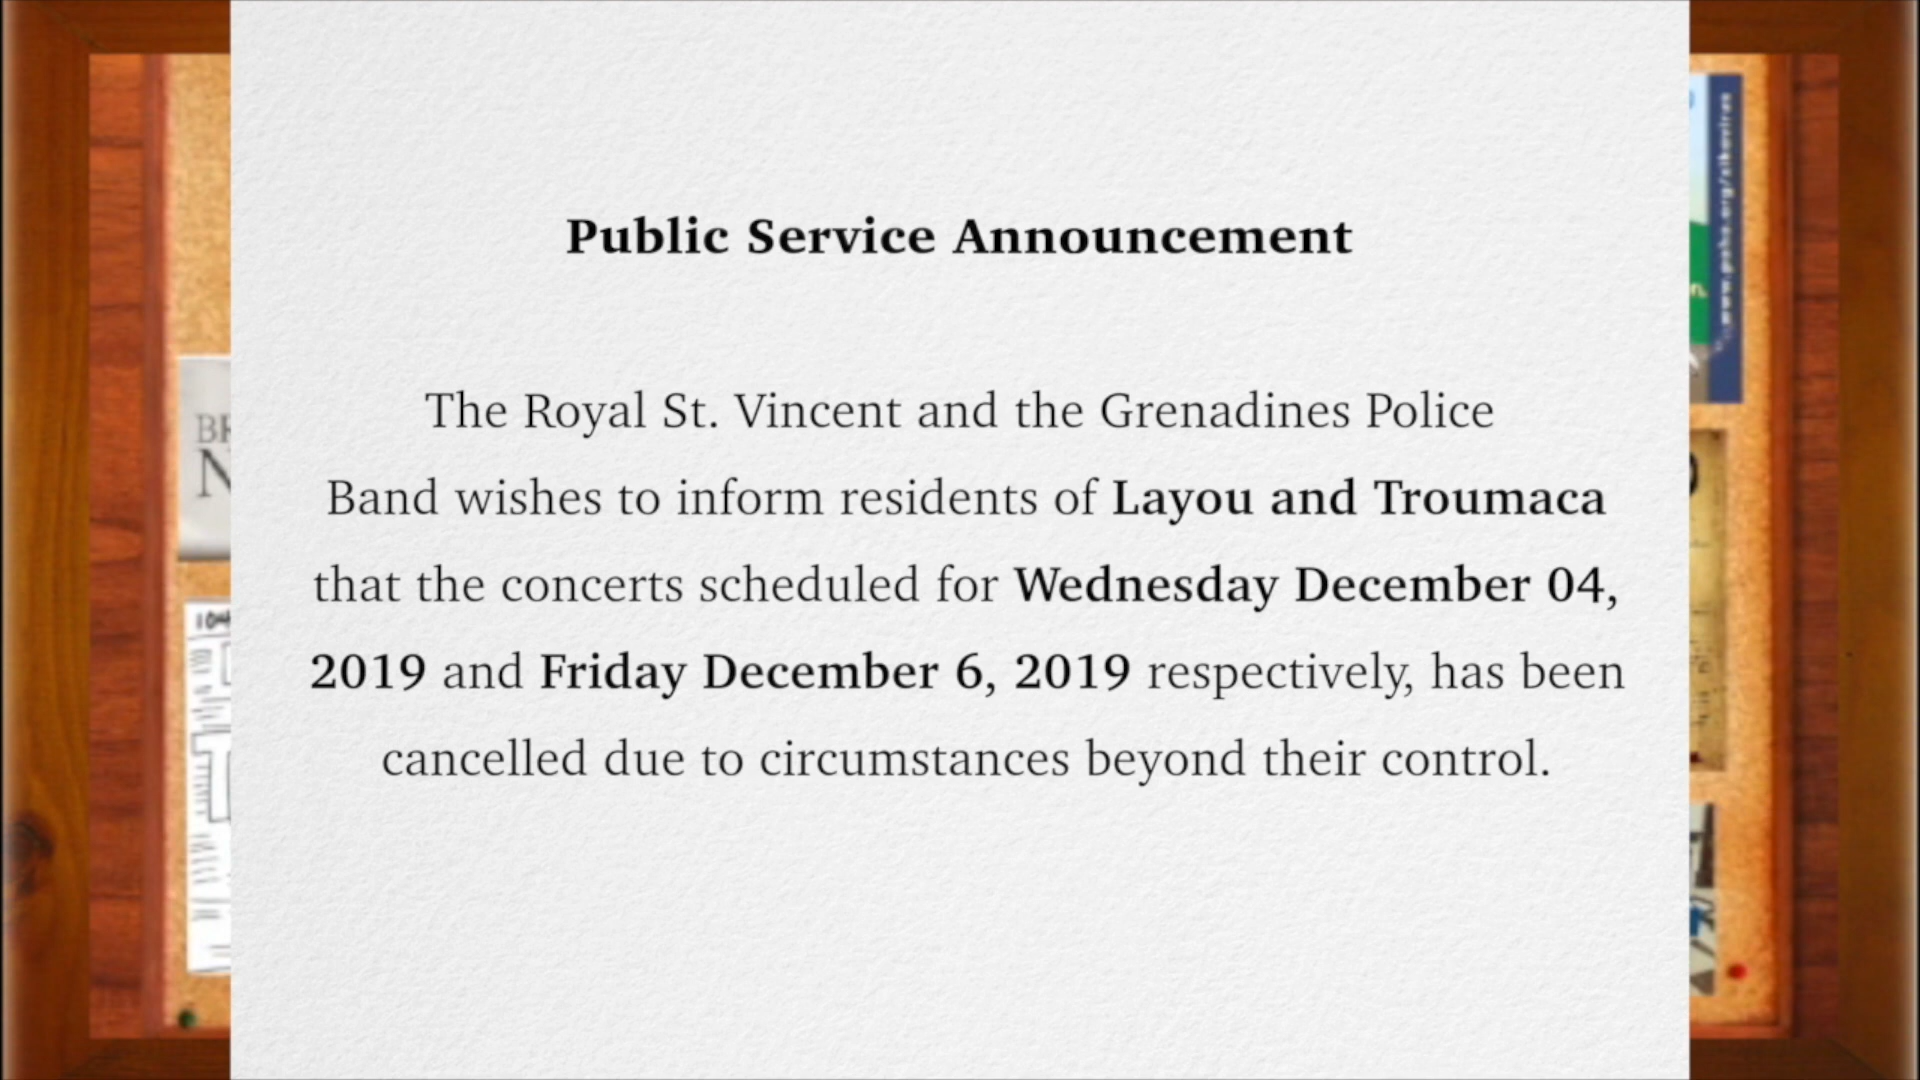 Public Service Announcement
The Royal St. Vincent and the Grenadines Police
Band wishes to inform residents of Layou and Troumaca
that the concerts scheduled for Wednesday December 04,
2019 and Friday December 6, 2019 respectively, has been
cancelled due to circumstances beyond their control.